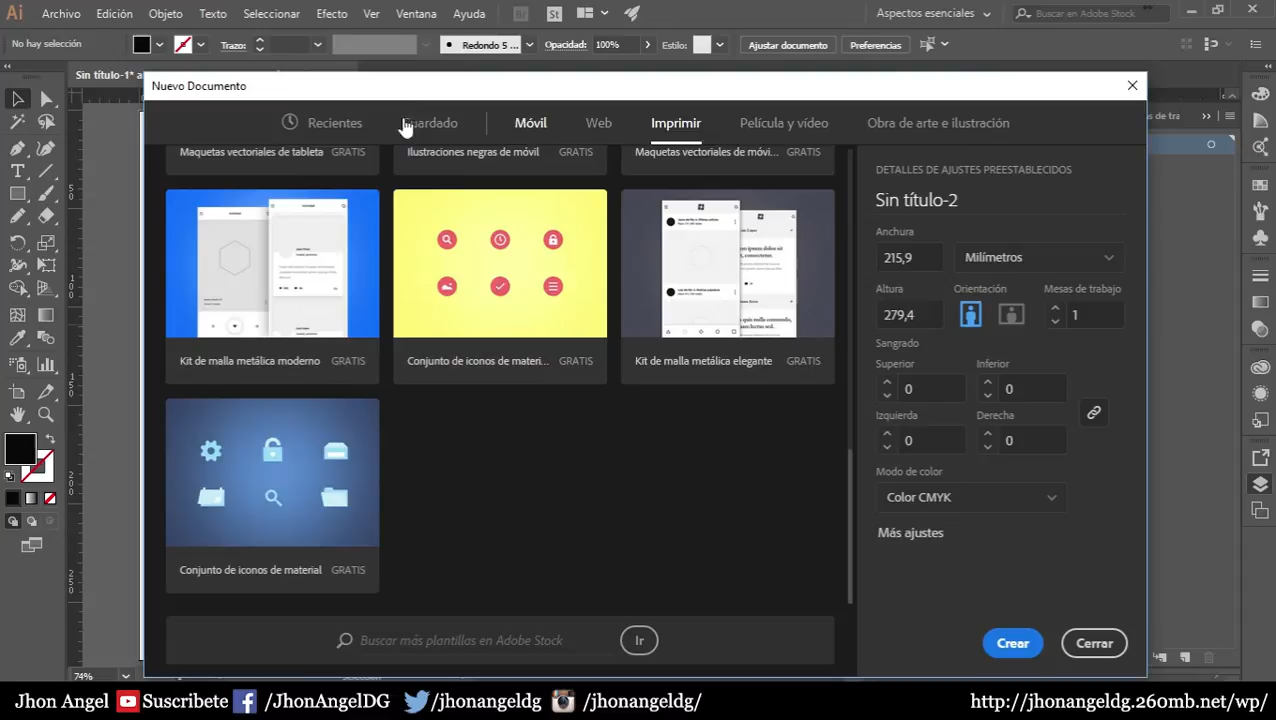 Ai Archivo Edición Objeto Texto Seleccionar Efecto Ver Ventana Ayuda Br St Aspectos esenciales Buscar en Adobe Stock
No hay selección Trazo: Redondo 5 ... Opacidad: 100% Estilo: Ajustar documento Preferencias
Sin título-1* a
Nuevo Documento
Recientes Guardado Móvil Web Imprimir Película y vídeo Obra de arte e ilustración
Maquetas vectoriales de tableta GRATIS Ilustraciones negras de móvil GRATIS Maquetas vectoriales de móvi... GRATIS
Kit de malla metálica moderno GRATIS Conjunto de iconos de materi... GRATIS Kit de malla metálica elegante GRATIS
Conjunto de iconos de material GRATIS
Buscar más plantillas en Adobe Stock Ir
DETALLES DE AJUSTES PREESTABLECIDOS
Sin título-2
Anchura
215,9 Milímetros
Altura Orientación Mesas de trabajo
279,4 1
Sangrado
Superior Inferior
0 0
Izquierda Derecha
0 0
Modo de color
Color CMYK
Más ajustes
Crear Cerrar
74%
Jhon Angel Suscribete /JhonAngelDG /jhonangeldg /jhonangeldg/ http://jhonangeldg.260mb.net/wp/